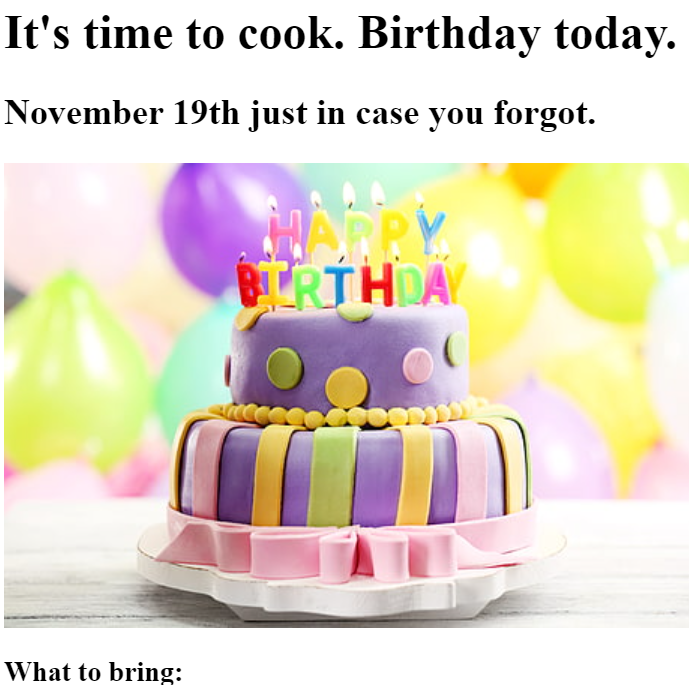 It's time to cook. Birthday today.
November 19th just in case you forgot.
HAPPY
BIRTHDAY
What to bring: